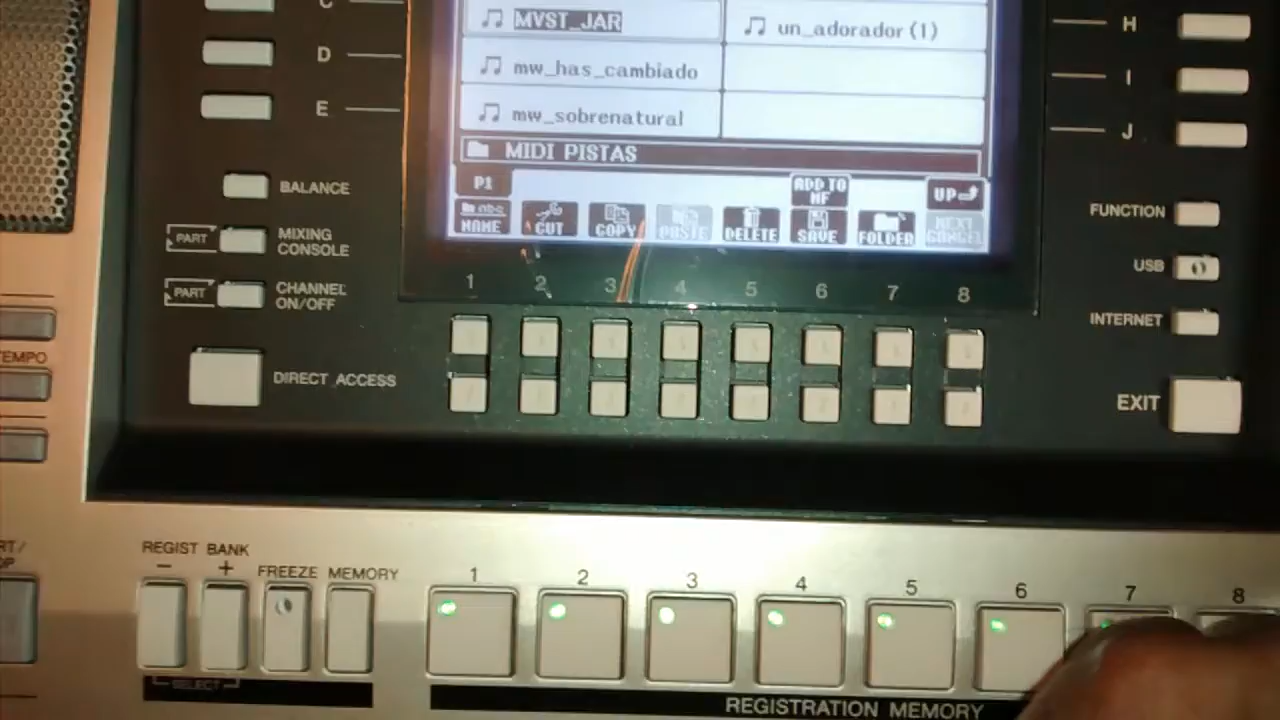 C
D
E
MVST_JAR
un_adorador(1)
mw_has_cambiado
mw_sobrenatural
MIDI PISTAS
P1
ADD TO
MF
UP
abc
NAME
CUT
COPY
PASTE
DELETE
SAVE
FOLDER
NEXT
CANCEL
H
I
J
BALANCE
PART
MIXING
CONSOLE
PART
CHANNEL
ON/OFF
FUNCTION
USB
INTERNET
1 2 3 4 5 6 7 8
TEMPO
DIRECT ACCESS
EXIT
REGIST BANK
- + FREEZE MEMORY
1 2 3 4 5 6 7 8
SELECT
REGISTRATION MEMORY